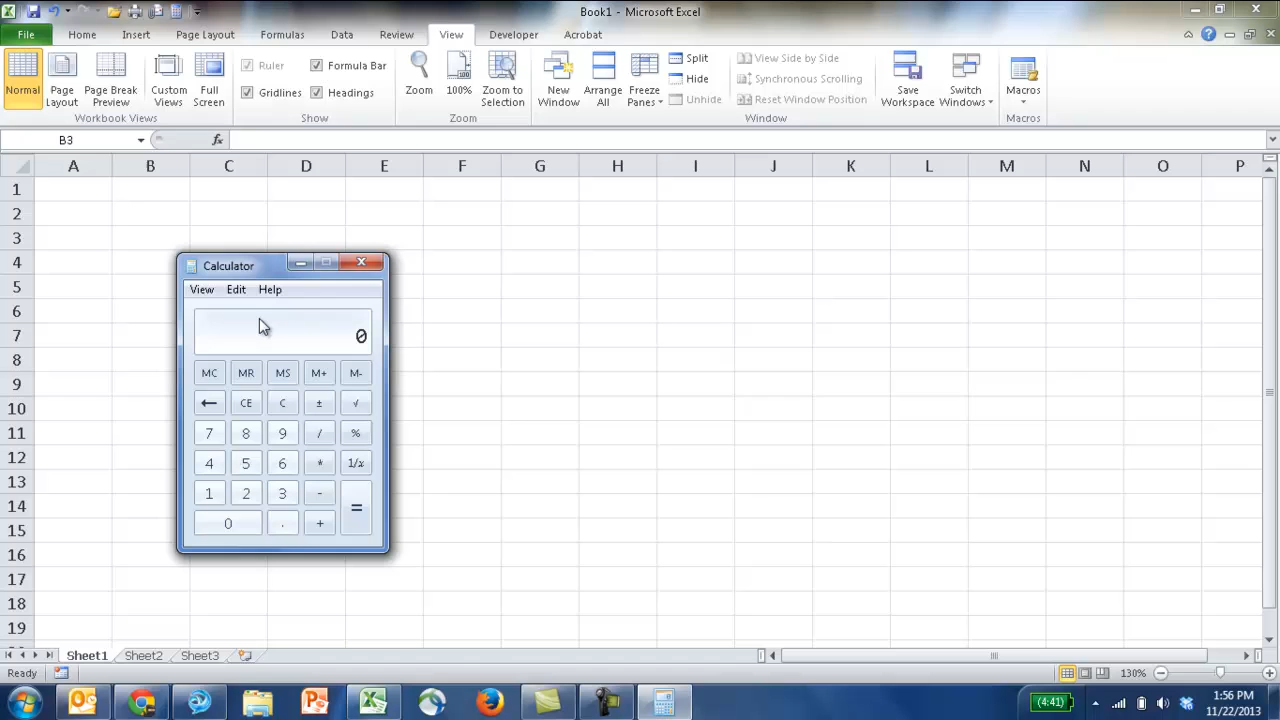 Book1 - Microsoft Excel
File Home Insert Page Layout Formulas Data Review View Developer Acrobat
Normal
Page Layout
Page Break Preview
Custom Views
Full Screen
Workbook Views
Ruler
Formula Bar
Gridlines
Headings
Show
Zoom
100%
Zoom to Selection
Zoom
New Window
Arrange All
Freeze Panes
Split
Hide
Unhide
View Side by Side
Synchronous Scrolling
Reset Window Position
Window
Save Workspace
Switch Windows
Macros
Macros
B3
fx
A B C D E F G H I J K L M N O P
1
2
3
4
5
6
7
8
9
10
11
12
13
14
15
16
17
18
19
Calculator
View Edit Help
0
MC MR MS M+ M-
← CE C ± √
7 8 9 / %
4 5 6 * 1/x
1 2 3 - =
0 . +
Sheet1 Sheet2 Sheet3
Ready
130%
(4:41)
1:56 PM
11/22/2013